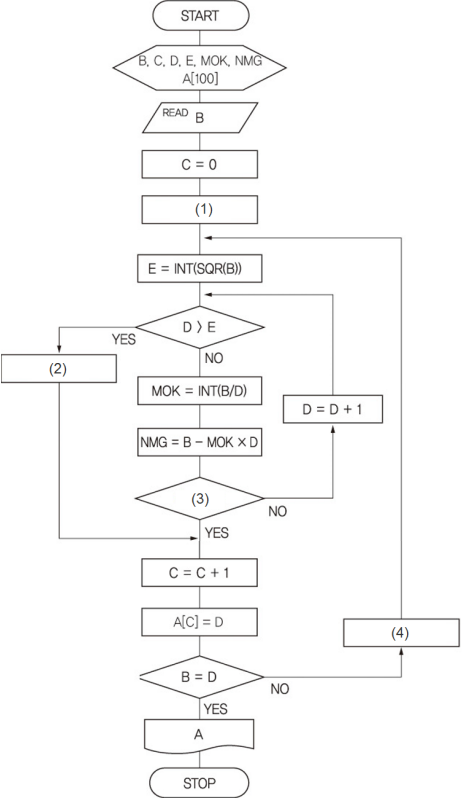 START
B, C, D, E, MOK, NMG
A[100]
READ B
C = 0
(1)
E = INT(SQR(B))
D > E
YES
NO
(2)
MOK = INT(B/D)
D = D + 1
NMG = B - MOK × D
(3)
NO
YES
C = C + 1
A[C] = D
(4)
B = D
NO
YES
A
STOP